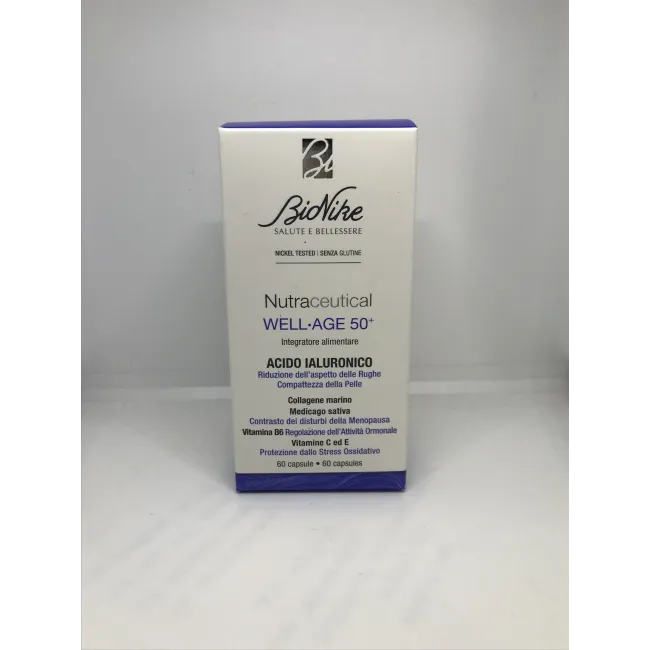 Bi
BioNike
SALUTE E BELLESSERE
NICKEL TESTED | SENZA GLUTINE
Nutraceutical
WELL•AGE 50+
Integratore alimentare
ACIDO IALURONICO
Riduzione dell'aspetto delle Rughe
Compattezza della Pelle
Collagene marino
Medicago sativa
Contrasto dei disturbi della Menopausa
Vitamina B6 Regolazione dell'Attività Ormonale
Vitamine C ed E
Protezione dallo Stress Ossidativo
60 capsule • 60 capsules